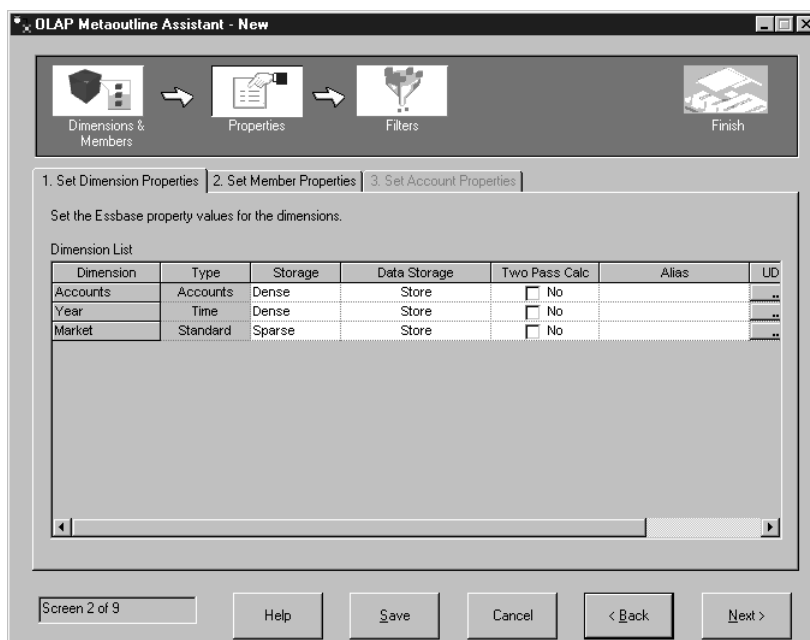 OLAP Metaoutline Assistant - New
Dimensions & Members
Properties
Filters
Finish
1. Set Dimension Properties 2. Set Member Properties 3. Set Account Properties
Set the Essbase property values for the dimensions.
Dimension List
Dimension Type Storage Data Storage Two Pass Calc Alias UD
Accounts Accounts Dense Store No ..
Year Time Dense Store No ..
Market Standard Sparse Store No ..
Screen 2 of 9 Help Save Cancel < Back Next >